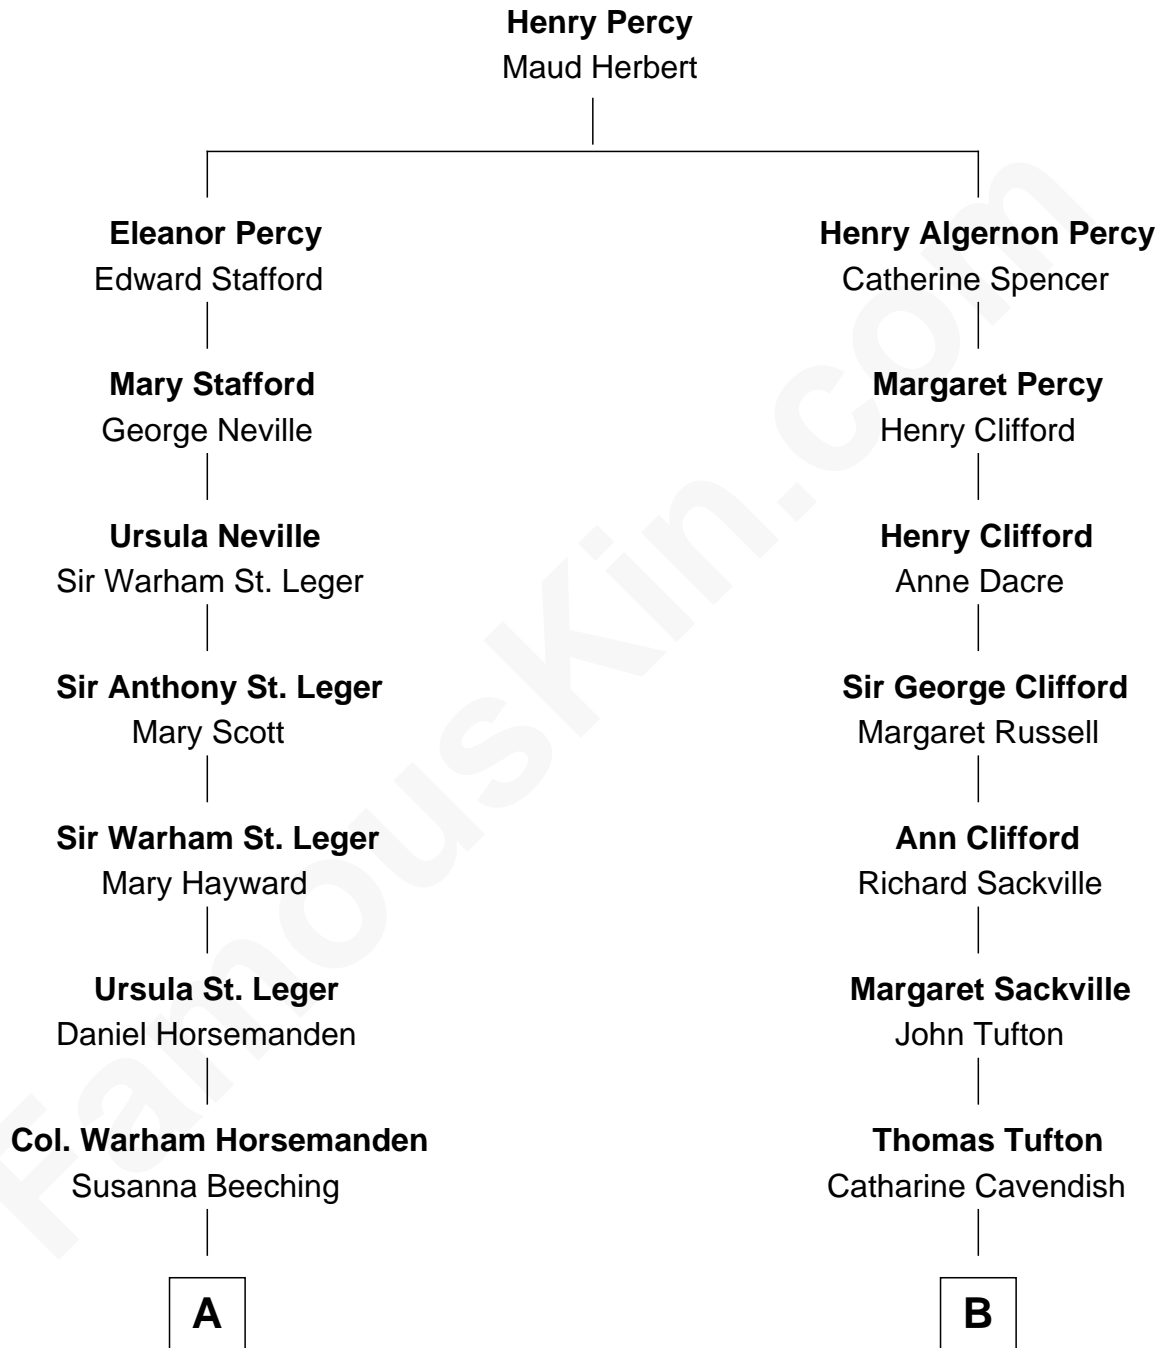 Henry Percy
Maud Herbert
Eleanor Percy
Edward Stafford
Henry Algernon Percy
Catherine Spencer
Mary Stafford
George Neville
Margaret Percy
Henry Clifford
Ursula Neville
Sir Warham St. Leger
Henry Clifford
Anne Dacre
Sir Anthony St. Leger
Mary Scott
Sir George Clifford
Margaret Russell
Sir Warham St. Leger
Mary Hayward
Ann Clifford
Richard Sackville
Ursula St. Leger
Daniel Horsemanden
Margaret Sackville
John Tufton
Col. Warham Horsemanden
Susanna Beeching
Thomas Tufton
Catharine Cavendish
A
B
FamousKin.com